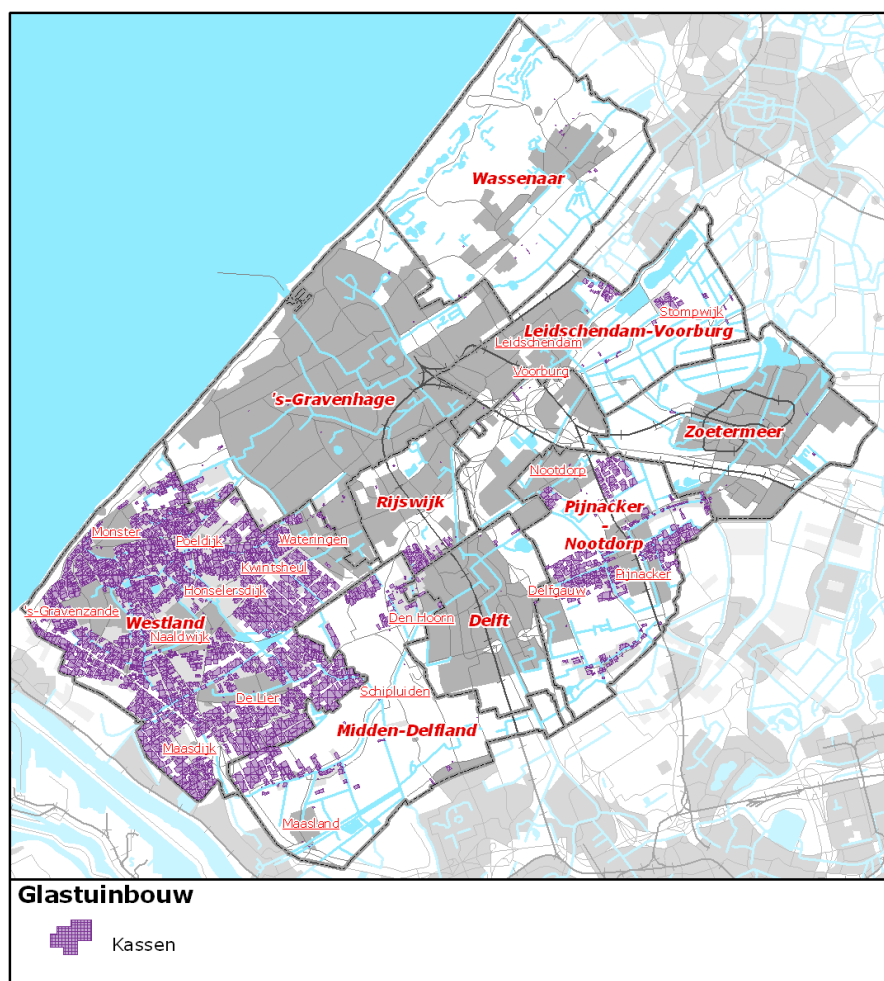 Wassenaar
Stompwijk
Leidschendam-Voorburg
Leidschendam
Voorburg
's-Gravenhage
Zoetermeer
Nootdorp
Rijswijk
Pijnacker
-
Nootdorp
Monster
Poeldijk
Wateringen
Kwintsheul
Pijnacker
Honselersdijk
Delfgauw
's-Gravenzande
Westland
Den Hoorn
Delft
Naaldwijk
De Lier
Schipluiden
Midden-Delfland
Maasdijk
Maasland
Glastuinbouw
Kassen